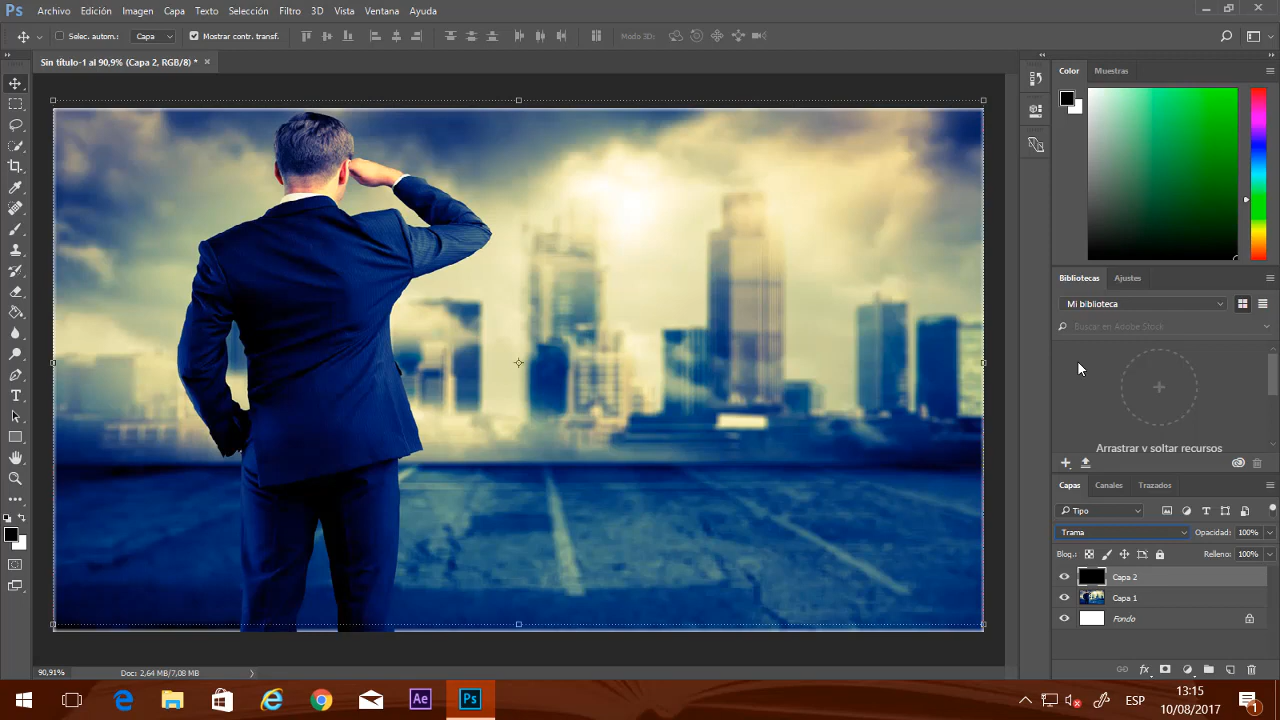 Ps Archivo Edición Imagen Capa Texto Selección Filtro 3D Vista Ventana Ayuda
Selec. autom.: Capa Mostrar contr. transf. Modo 3D:
Sin título-1 al 90,9% (Capa 2, RGB/8) * ×
Color Muestras
Bibliotecas Ajustes
Mi biblioteca
Buscar en Adobe Stock
Arrastrar y soltar recursos
Capas Canales Trazados
Tipo
Trama Opacidad: 100%
Bloq.: Relleno: 100%
Capa 2
Capa 1
Fondo
fx
90,91% Doc: 2,64 MB/7,08 MB
Ae Ps ESP 13:15
10/08/2017 1